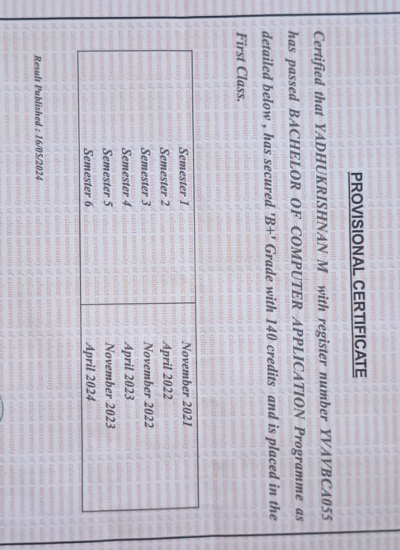 PROVISIONAL CERTIFICATE
Certified that YADHUKRISHNAN M with register number YVAVBCA055
has passed BACHELOR OF COMPUTER APPLICATION Programme as
detailed below , has secured 'B+' Grade with 140 credits and is placed in the
First Class.
Semester 1 November 2021
Semester 2 April 2022
Semester 3 November 2022
Semester 4 April 2023
Semester 5 November 2023
Semester 6 April 2024
Result Published : 16/05/2024